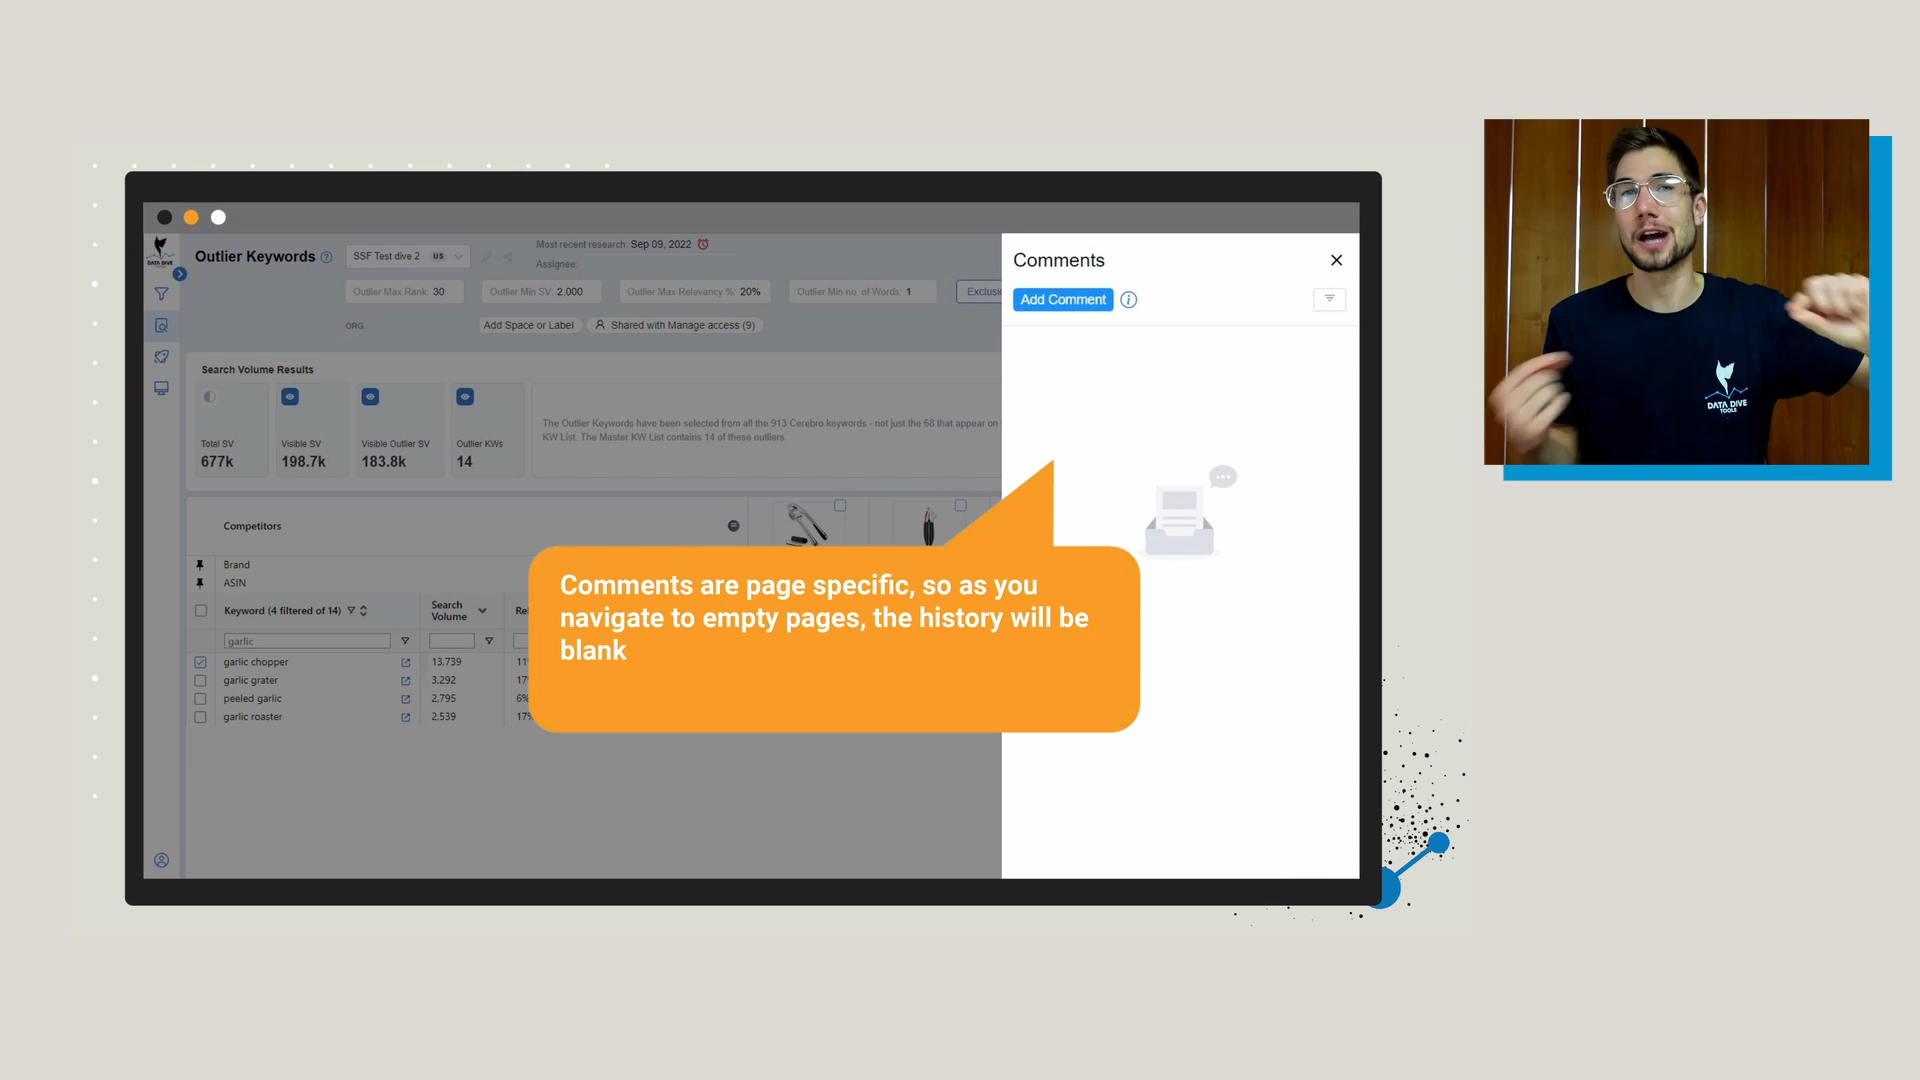 DATA DIVE
Outlier Keywords
SSF Test dive 2 US
Most recent research: Sep 09, 2022
Assignee:
Outlier Max Rank: 30
Outlier Min SV: 2,000
Outlier Max Relevancy %: 20%
Outlier Min no. of Words: 1
ORG.
Add Space or Label
Shared with Manage access (9)
Search Volume Results
Total SV
677k
Visible SV
198.7k
Visible Outlier SV
183.8k
Outlier KWs
14
The Outlier Keywords have been selected from all the 913 Cerebro keywords - not just the 68 that appear on
KW List. The Master KW List contains 14 of these outliers.
Competitors
Brand
ASIN
Keyword (4 filtered of 14)
Search
Volume
garlic
garlic chopper 13,739
garlic grater 3,292
peeled garlic 2,795 6%
garlic roaster 2,539
Comments
Add Comment
Comments are page specific, so as you
navigate to empty pages, the history will be
blank
DATA DIVE
TOOLS